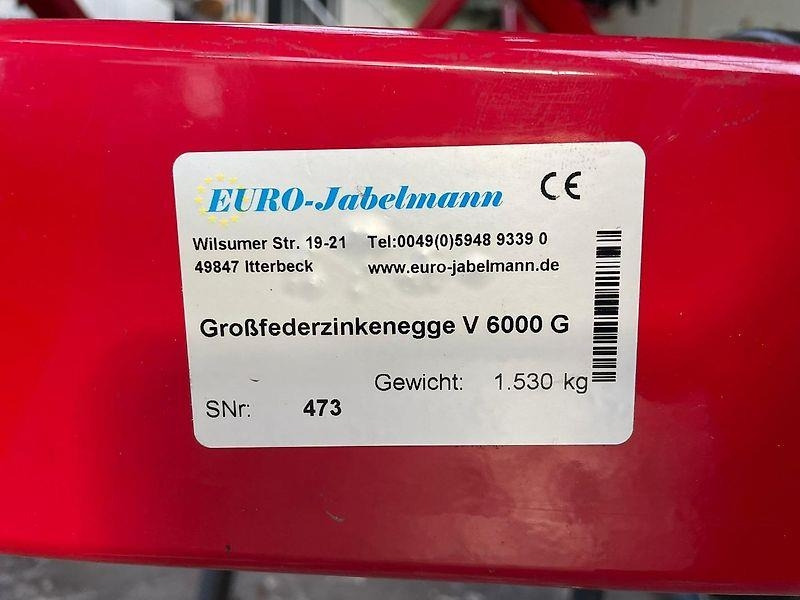 EURO-Jabelmann CE
Wilsumer Str. 19-21 Tel:0049(0)5948 9339 0
49847 Itterbeck www.euro-jabelmann.de
Großfederzinkenegge V 6000 G
Gewicht: 1.530 kg
SNr: 473